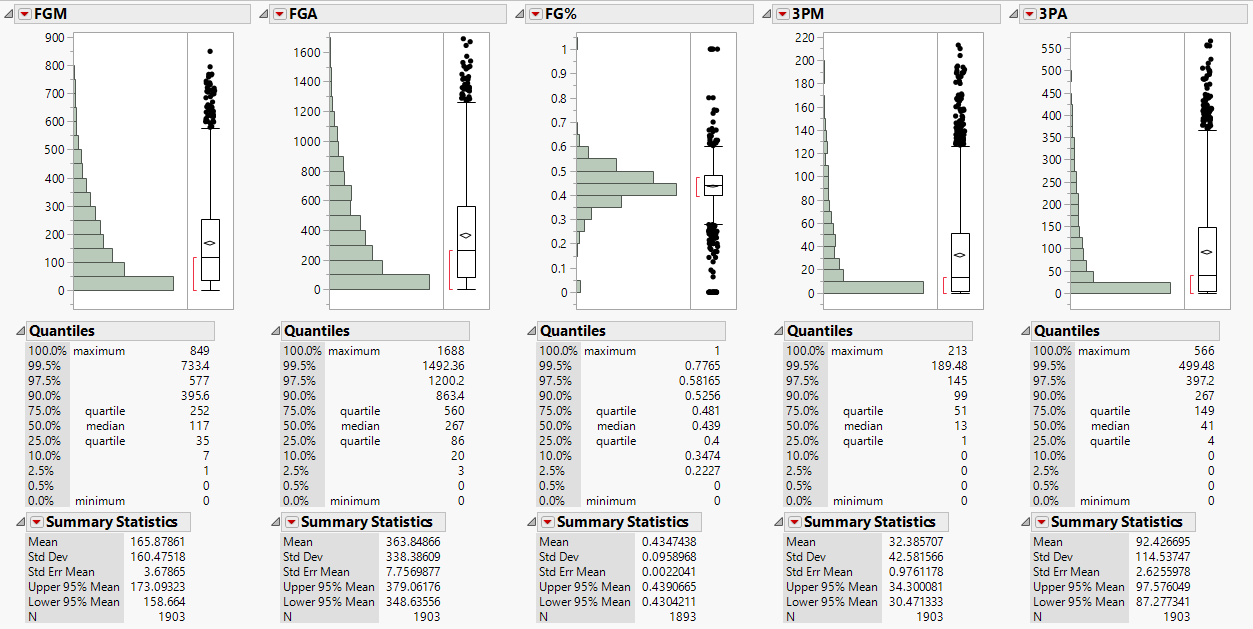 FGM FGA FG% 3PM 3PA
900 800 700 600 500 400 300 200 100 0
1600 1400 1200 1000 800 600 400 200 0
1 0.9 0.8 0.7 0.6 0.5 0.4 0.3 0.2 0.1 0
220 200 180 160 140 120 100 80 60 40 20 0
550 500 450 400 350 300 250 200 150 100 50 0
Quantiles
100.0% maximum 849
99.5% 733.4
97.5% 577
90.0% 395.6
75.0% quartile 252
50.0% median 117
25.0% quartile 35
10.0% 7
2.5% 1
0.5% 0
0.0% minimum 0
Summary Statistics
Mean 165.87861
Std Dev 160.47518
Std Err Mean 3.67865
Upper 95% Mean 173.09323
Lower 95% Mean 158.664
N 1903
Quantiles
100.0% maximum 1688
99.5% 1492.36
97.5% 1200.2
90.0% 863.4
75.0% quartile 560
50.0% median 267
25.0% quartile 86
10.0% 20
2.5% 3
0.5% 0
0.0% minimum 0
Summary Statistics
Mean 363.84866
Std Dev 338.38609
Std Err Mean 7.7569877
Upper 95% Mean 379.06176
Lower 95% Mean 348.63556
N 1903
Quantiles
100.0% maximum 1
99.5% 0.7765
97.5% 0.58165
90.0% 0.5256
75.0% quartile 0.481
50.0% median 0.439
25.0% quartile 0.4
10.0% 0.3474
2.5% 0.2227
0.5% 0
0.0% minimum 0
Summary Statistics
Mean 0.4347438
Std Dev 0.0958968
Std Err Mean 0.0022041
Upper 95% Mean 0.4390665
Lower 95% Mean 0.4304211
N 1893
Quantiles
100.0% maximum 213
99.5% 189.48
97.5% 145
90.0% 99
75.0% quartile 51
50.0% median 13
25.0% quartile 1
10.0% 0
2.5% 0
0.5% 0
0.0% minimum 0
Summary Statistics
Mean 32.385707
Std Dev 42.581566
Std Err Mean 0.9761178
Upper 95% Mean 34.300081
Lower 95% Mean 30.471333
N 1903
Quantiles
100.0% maximum 566
99.5% 499.48
97.5% 397.2
90.0% 267
75.0% quartile 149
50.0% median 41
25.0% quartile 4
10.0% 0
2.5% 0
0.5% 0
0.0% minimum 0
Summary Statistics
Mean 92.426695
Std Dev 114.53747
Std Err Mean 2.6255978
Upper 95% Mean 97.576049
Lower 95% Mean 87.277341
N 1903